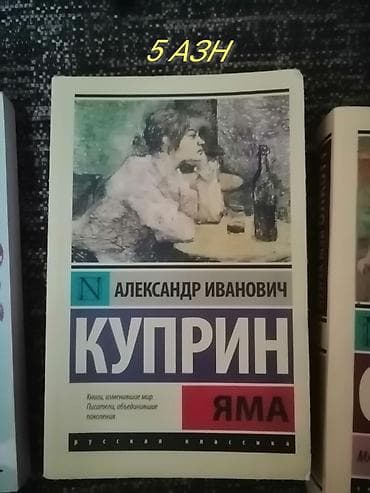 5 АЗН
N
АЛЕКСАНДР ИВАНОВИЧ
КУПРИН
Книги, изменившие мир.
Писатели, объединившие
поколения.
ЯМА
русская классика